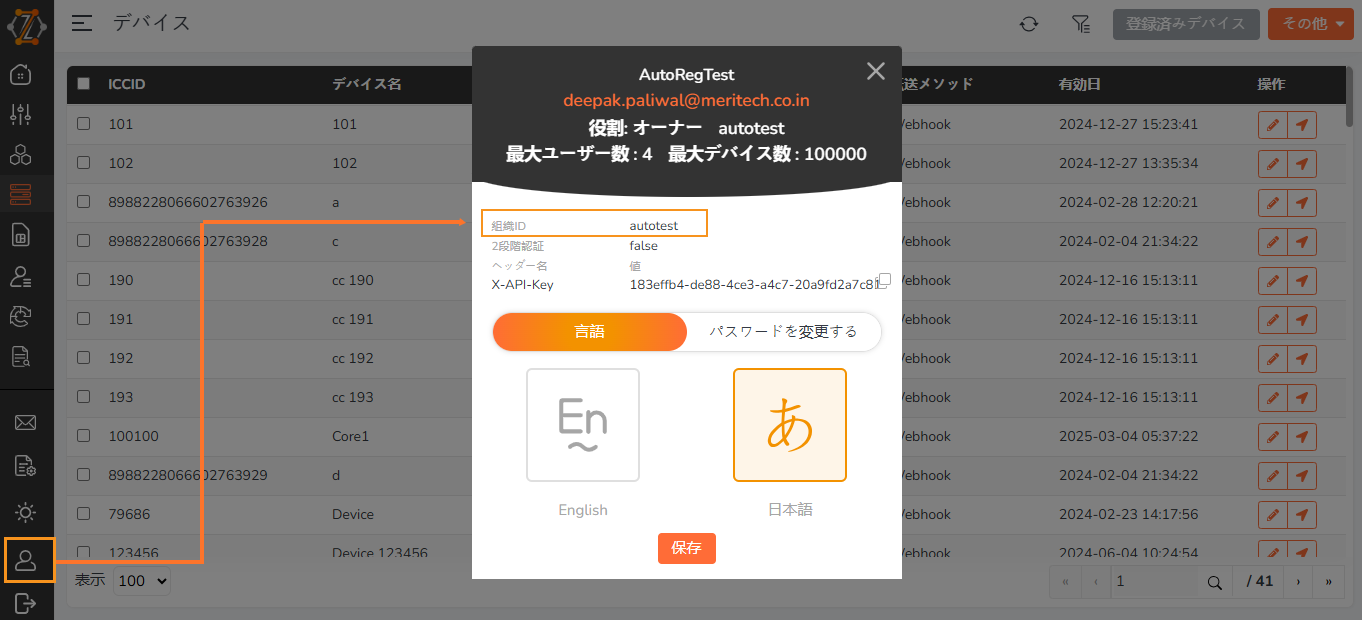 デバイス
登録済みデバイス
その他
ICCID デバイス名 送メソッド 有効日 操作
101 101 Webhook 2024-12-27 15:23:41
102 102 Webhook 2024-12-27 13:35:34
8988228066602763926 a Webhook 2024-02-28 12:20:21
8988228066602763928 c Webhook 2024-02-04 21:34:22
190 cc 190 Webhook 2024-12-16 15:13:11
191 cc 191 Webhook 2024-12-16 15:13:11
192 cc 192 Webhook 2024-12-16 15:13:11
193 cc 193 Webhook 2024-12-16 15:13:11
100100 Core1 Webhook 2025-03-04 05:37:22
8988228066602763929 d Webhook 2024-02-04 21:34:22
79686 Device Webhook 2024-02-23 14:17:56
123456 Device 123456 Webhook 2024-06-04 10:24:54
表示 100
« ‹ 1 / 41 › »
AutoRegTest
deepak.paliwal@meritech.co.in
役割: オーナー autotest
最大ユーザー数 : 4 最大デバイス数 : 100000
組織ID autotest
2段階認証 false
ヘッダー名 値
X-API-Key 183effb4-de88-4ce3-a4c7-20a9fd2a7c81
言語 パスワードを変更する
En あ
English 日本語
保存